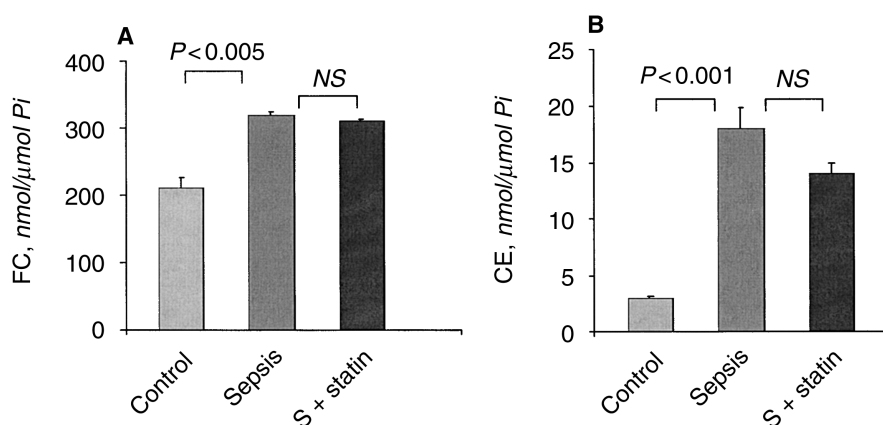 A
P < 0.005
NS
400
300
200
100
0
FC, nmol/μmol Pi
Control
Sepsis
S + statin
B
P < 0.001
NS
25
20
15
10
5
0
CE, nmol/μmol Pi
Control
Sepsis
S + statin